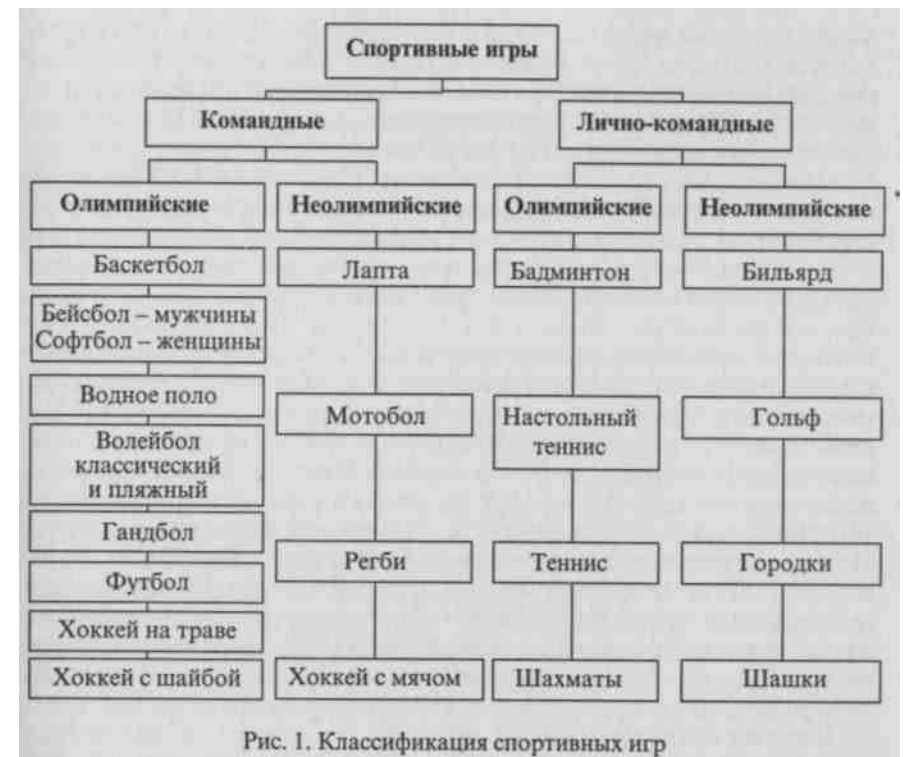 Спортивные игры
Командные
Лично-командные
Олимпийские
Неолимпийские
Олимпийские
Неолимпийские
Баскетбол
Лапта
Бадминтон
Бильярд
Бейсбол – мужчины
Софтбол – женщины
Водное поло
Мотобол
Настольный
теннис
Гольф
Волейбол
классический
и пляжный
Гандбол
Регби
Теннис
Городки
Футбол
Хоккей на траве
Хоккей с шайбой
Хоккей с мячом
Шахматы
Шашки
Рис. 1. Классификация спортивных игр